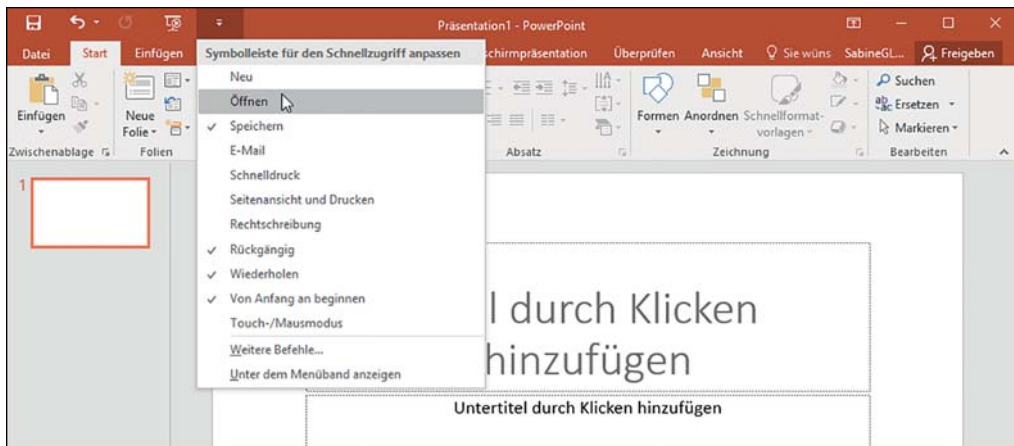 Präsentation1 - PowerPoint
Datei Start Einfügen
Symbolleiste für den Schnellzugriff anpassen
schirmpräsentation Überprüfen Ansicht Sie wüns SabineGL... Freigeben
Neu
Öffnen
Speichern
E-Mail
Schnelldruck
Seitenansicht und Drucken
Rechtschreibung
Rückgängig
Wiederholen
Von Anfang an beginnen
Touch-/Mausmodus
Weitere Befehle...
Unter dem Menüband anzeigen
Einfügen
Neue
Folie
Zwischenablage Folien
Absatz
Formen Anordnen Schnellformat-
vorlagen
Zeichnung
Suchen
Ersetzen
Markieren
Bearbeiten
1
l durch Klicken
hinzufügen
Untertitel durch Klicken hinzufügen